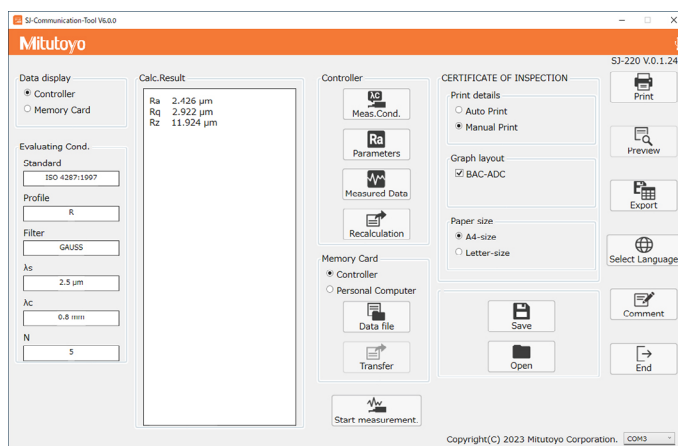 SJ-Communication-Tool V6.0.0
Mitutoyo
SJ-220 V.0.1.24
Data display
Controller
Memory Card
Evaluating Cond.
Standard
ISO 4287:1997
Profile
R
Filter
GAUSS
λs
2.5 μm
λc
0.8 mm
N
5
Calc.Result
Ra 2.426 μm
Rq 2.922 μm
Rz 11.924 μm
Controller
λC
Meas.Cond.
Ra
Parameters
Measured Data
Recalculation
Memory Card
Controller
Personal Computer
Data file
Transfer
Start measurement.
CERTIFICATE OF INSPECTION
Print details
Auto Print
Manual Print
Graph layout
BAC-ADC
Paper size
A4-size
Letter-size
Save
Open
Print
Preview
Export
Select Language
Comment
End
Copyright(C) 2023 Mitutoyo Corporation.
COM3